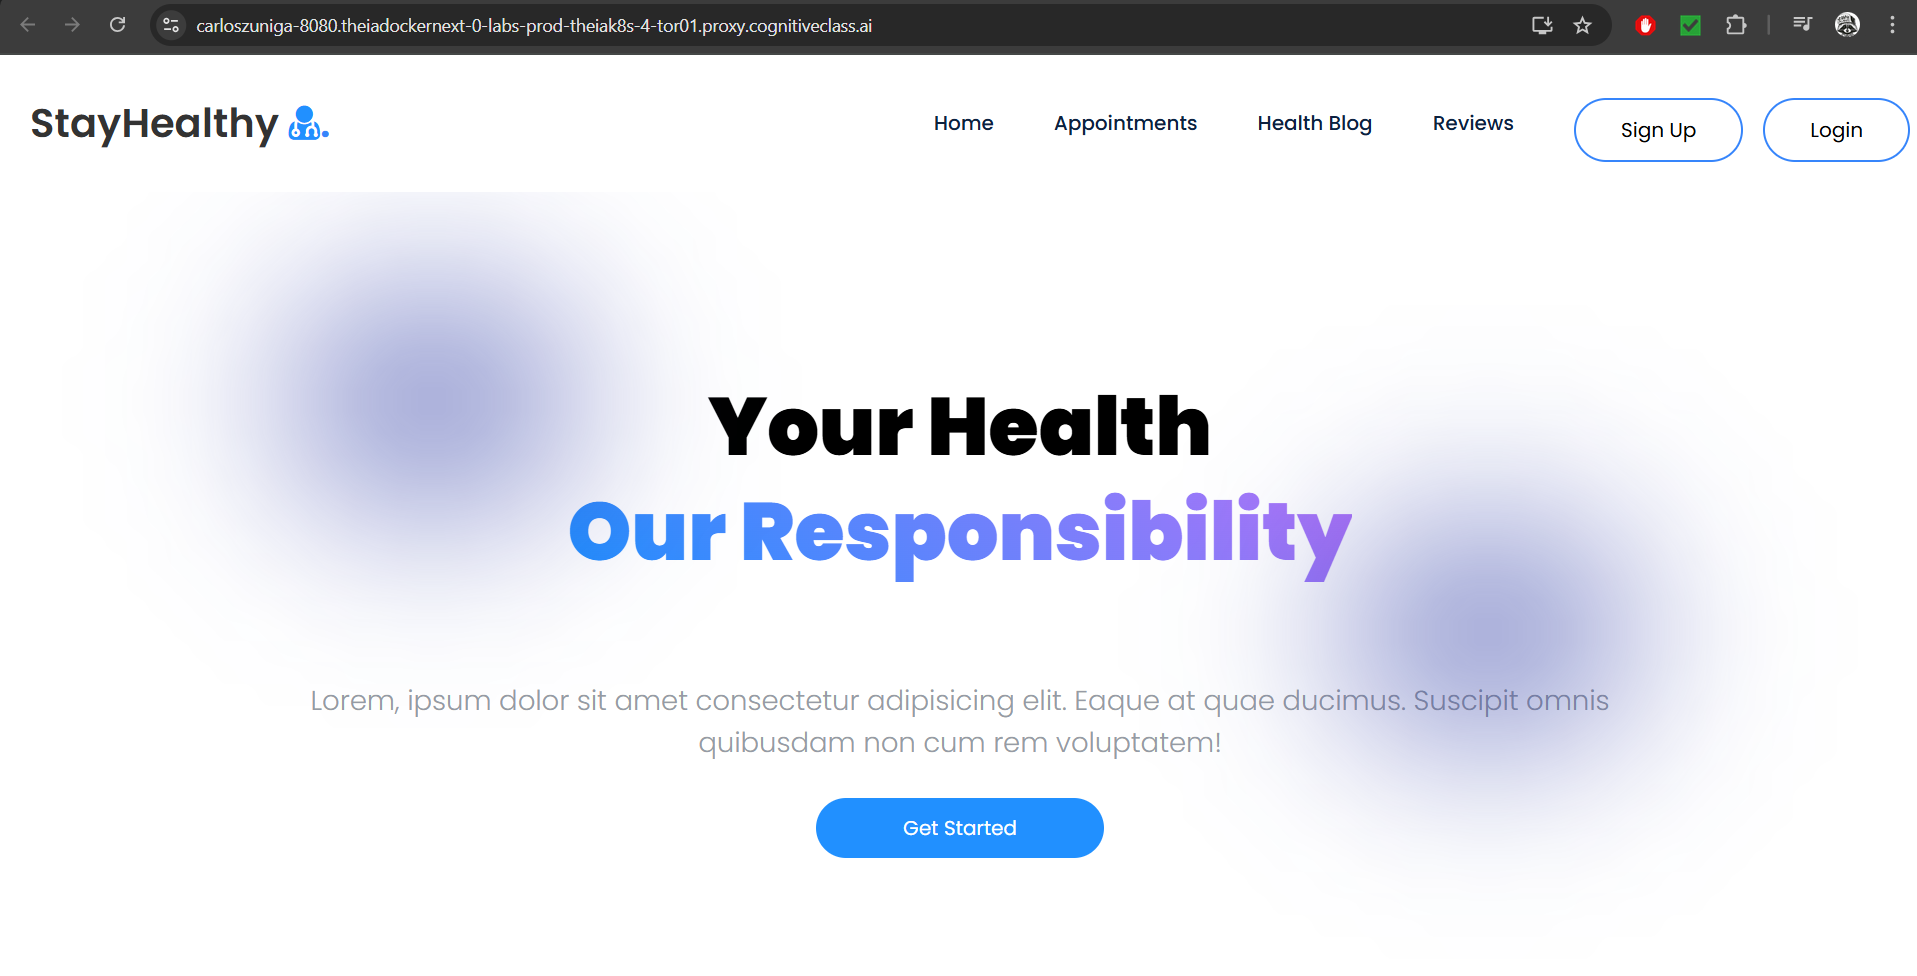 carloszuniga-8080.theiadockernext-0-labs-prod-theiak8s-4-tor01.proxy.cognitiveclass.ai
StayHealthy
Home
Appointments
Health Blog
Reviews
Sign Up
Login
Your Health
Our Responsibility
Lorem, ipsum dolor sit amet consectetur adipisicing elit. Eaque at quae ducimus. Suscipit omnis
quibusdam non cum rem voluptatem!
Get Started